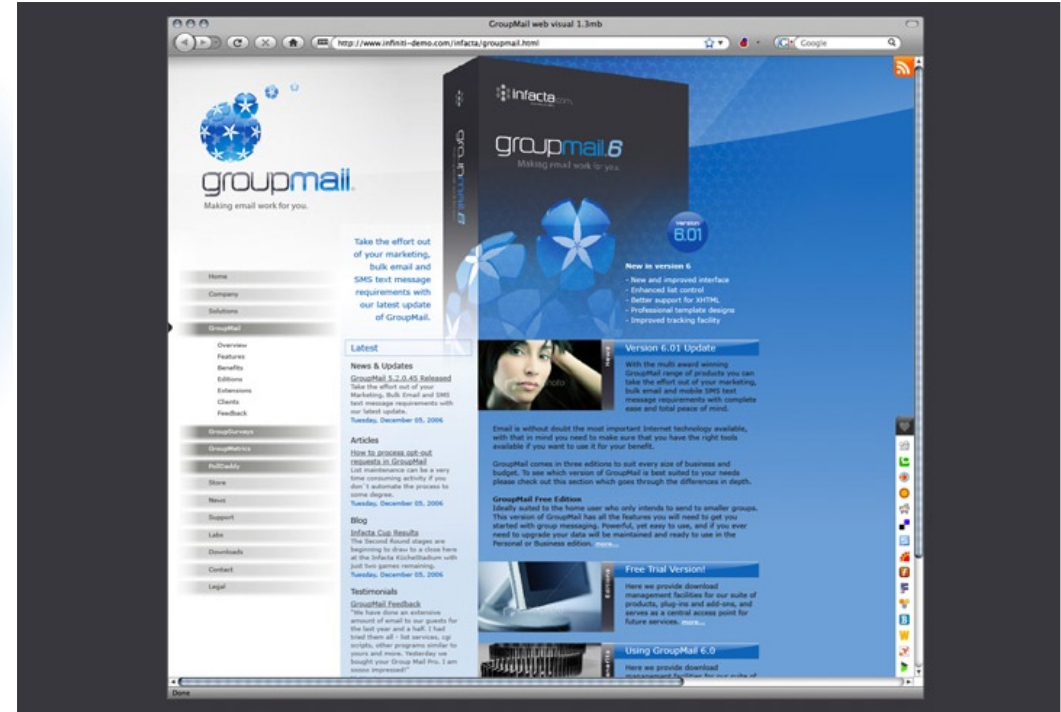 GroupMail web visual 1.3mb
http://www.infiniti-demo.com/infacta/groupmail.html
Google
groupmail.
Making email work for you.
infacta.com
groupmail.6
Making email work for you.
groupmail 6
version
6.01
Take the effort out
of your marketing,
bulk email and
SMS text message
requirements with
our latest update
of GroupMail.
New in version 6
- New and improved interface
- Enhanced list control
- Better support for XHTML
- Professional template designs
- Improved tracking facility
Home
Company
Solutions
GroupMail
Overview
Features
Benefits
Editions
Extensions
Clients
Feedback
GroupSurveys
GroupMetrics
PollDaddy
Store
News
Support
Labs
Downloads
Contact
Legal
Latest
News & Updates
GroupMail 5.2.0.45 Released
Take the effort out of your
Marketing. Bulk Email and SMS
text message requirements with
our latest update.
Tuesday, December 05, 2006
Articles
How to process opt-out
requests in GroupMail
List maintenance can be a very
time consuming activity if you
don`t automate the process to
some degree.
Tuesday, December 05, 2006
Blog
Infacta Cup Results
The Second Round stages are
beginning to draw to a close here
at the Infacta KüchelStadium with
just two games remaining.
Tuesday, December 05, 2006
Testimonials
GroupMail Feedback
"We have done an extensive
amount of email to our guests for
the last year and a half. I had
tried them all - list services, cgi
scripts, other programs similar to
yours and more. Yesterday we
bought your Group Mail Pro. I am
soooo impressed!"
News
Version 6.01 Update
With the multi award winning
GroupMail range of products you can
take the effort out of your marketing,
bulk email and mobile SMS text
message requirements with complete
ease and total peace of mind.
Email is without doubt the most important Internet technology available,
with that in mind you need to make sure that you have the right tools
available if you want to use it for your benefit.
GroupMail comes in three editions to suit every size of business and
budget. To see which version of GroupMail is best suited to your needs
please check out this section which goes through the differences in depth.
GroupMail Free Edition
Ideally suited to the home user who only intends to send to smaller groups.
This version of GroupMail has all the features you will need to get you
started with group messaging. Powerful, yet easy to use, and if you ever
need to upgrade your data will be maintained and ready to use in the
Personal or Business edition. more...
Editions
Free Trial Version!
Here we provide download
management facilities for our suite of
products, plug-ins and add-ons, and
serves as a central access point for
future services. more...
Using GroupMail 6.0
Here we provide download
management facilities for our suite of
Done